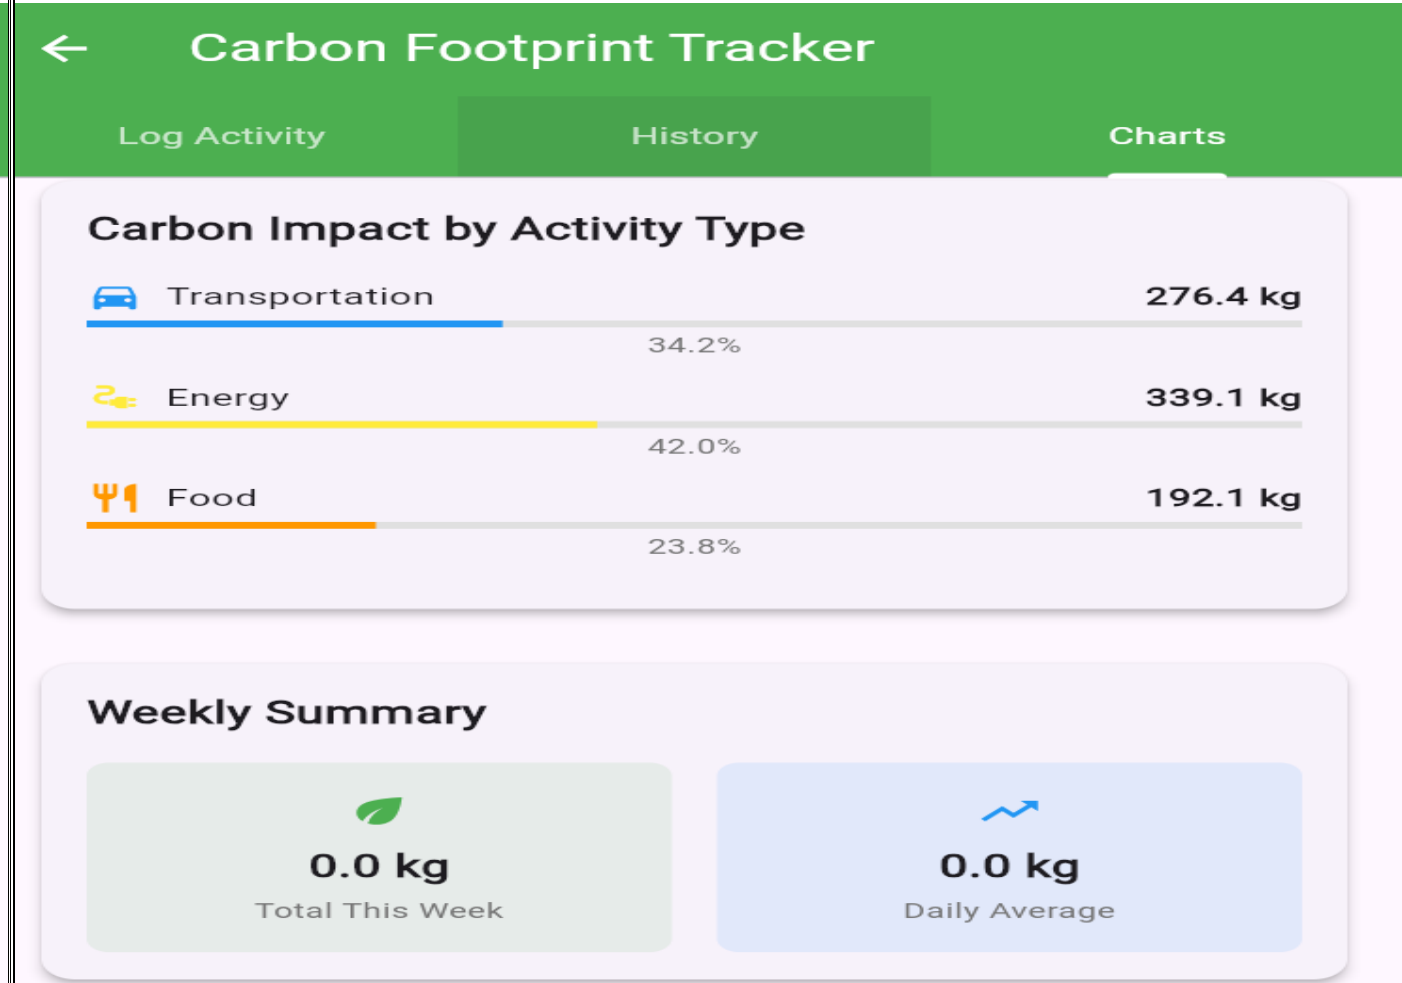 Carbon Footprint Tracker
Log Activity History Charts
Carbon Impact by Activity Type
Transportation 276.4 kg
34.2%
Energy 339.1 kg
42.0%
Food 192.1 kg
23.8%
Weekly Summary
0.0 kg 0.0 kg
Total This Week Daily Average